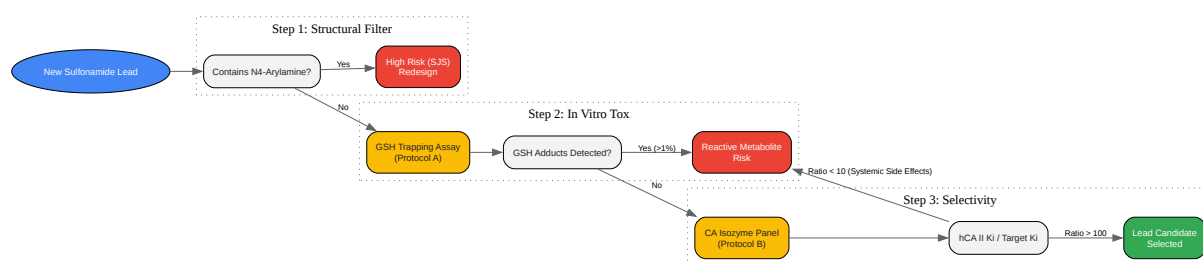 Step 1: Structural Filter
New Sulfonamide Lead
Contains N4-Arylamine?
Yes
High Risk (SJS)
Redesign
No
Step 2: In Vitro Tox
GSH Trapping Assay
(Protocol A)
GSH Adducts Detected?
Yes (>1%)
Reactive Metabolite
Risk
Ratio < 10 (Systemic Side Effects)
No
Step 3: Selectivity
CA Isozyme Panel
(Protocol B)
hCA II Ki / Target Ki
Ratio > 100
Lead Candidate
Selected